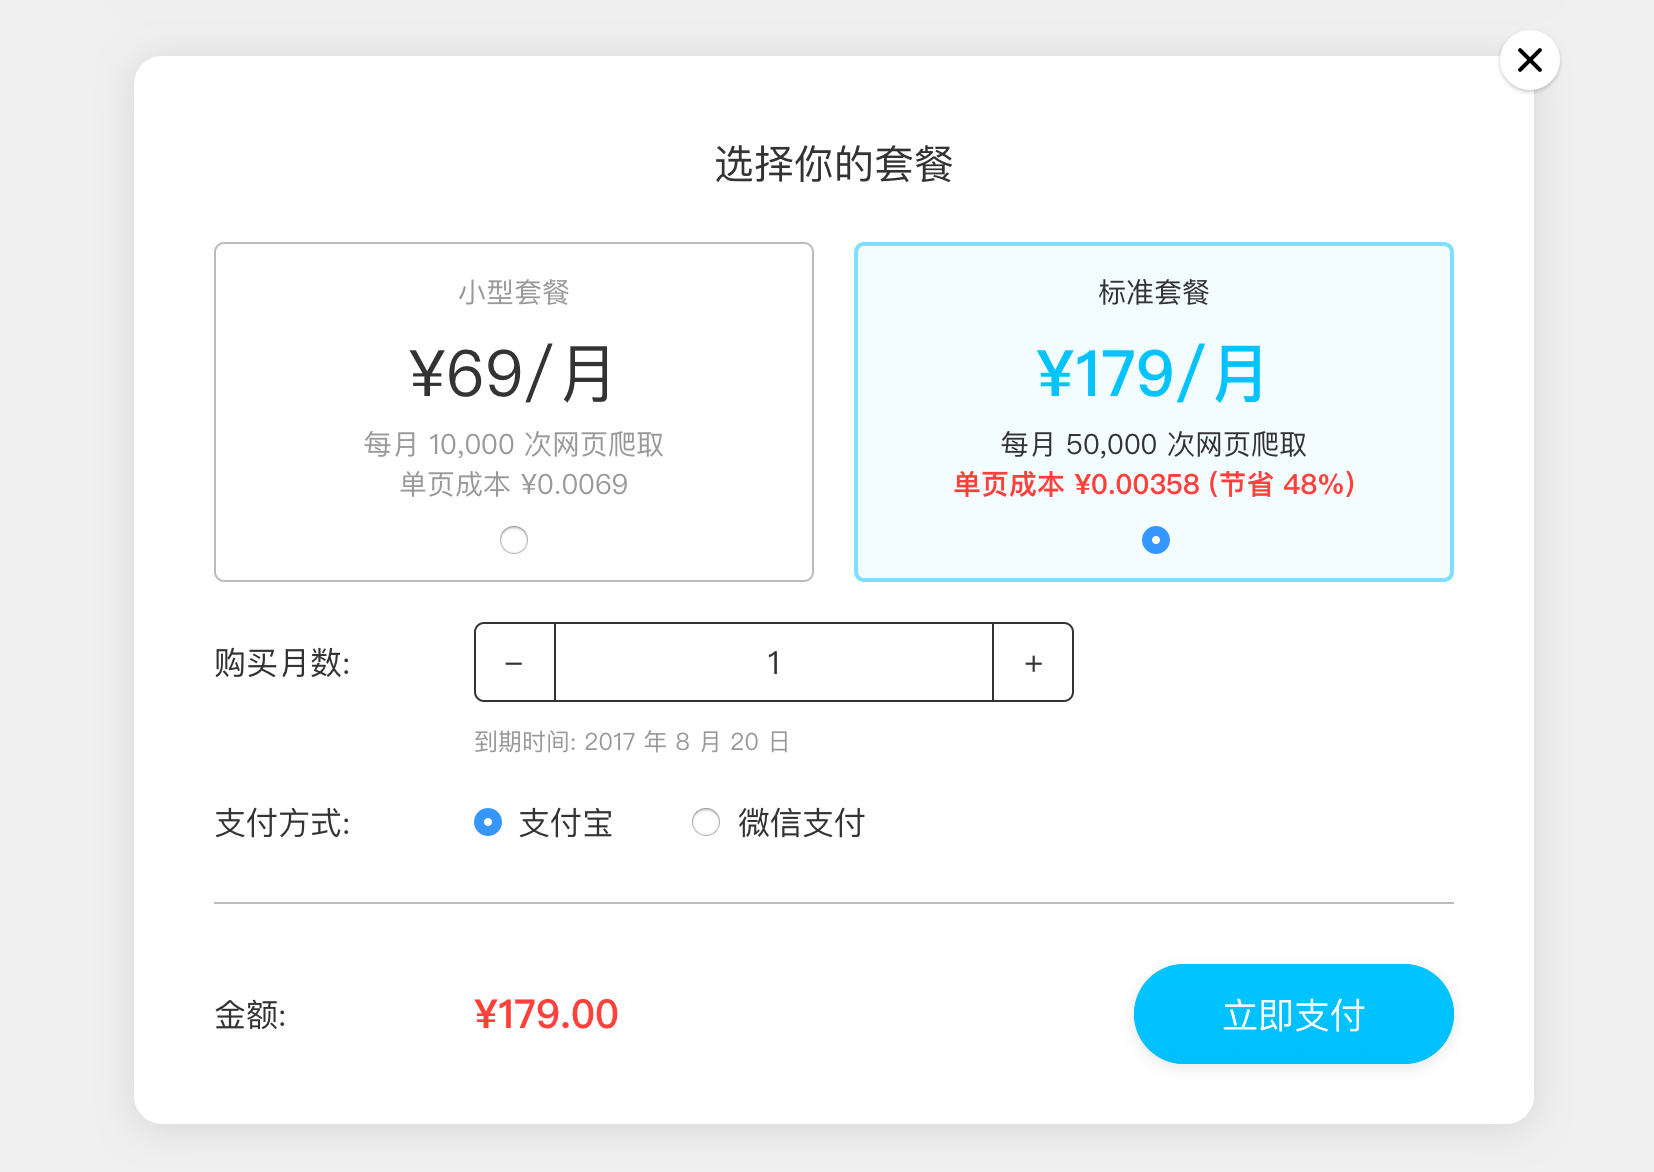 选择你的套餐
小型套餐
¥69/月
每月 10,000 次网页爬取
单页成本 ¥0.0069
标准套餐
¥179/月
每月 50,000 次网页爬取
单页成本 ¥0.00358 (节省 48%)
购买月数:
− 1 +
到期时间: 2017 年 8 月 20 日
支付方式: 支付宝 微信支付
金额: ¥179.00 立即支付